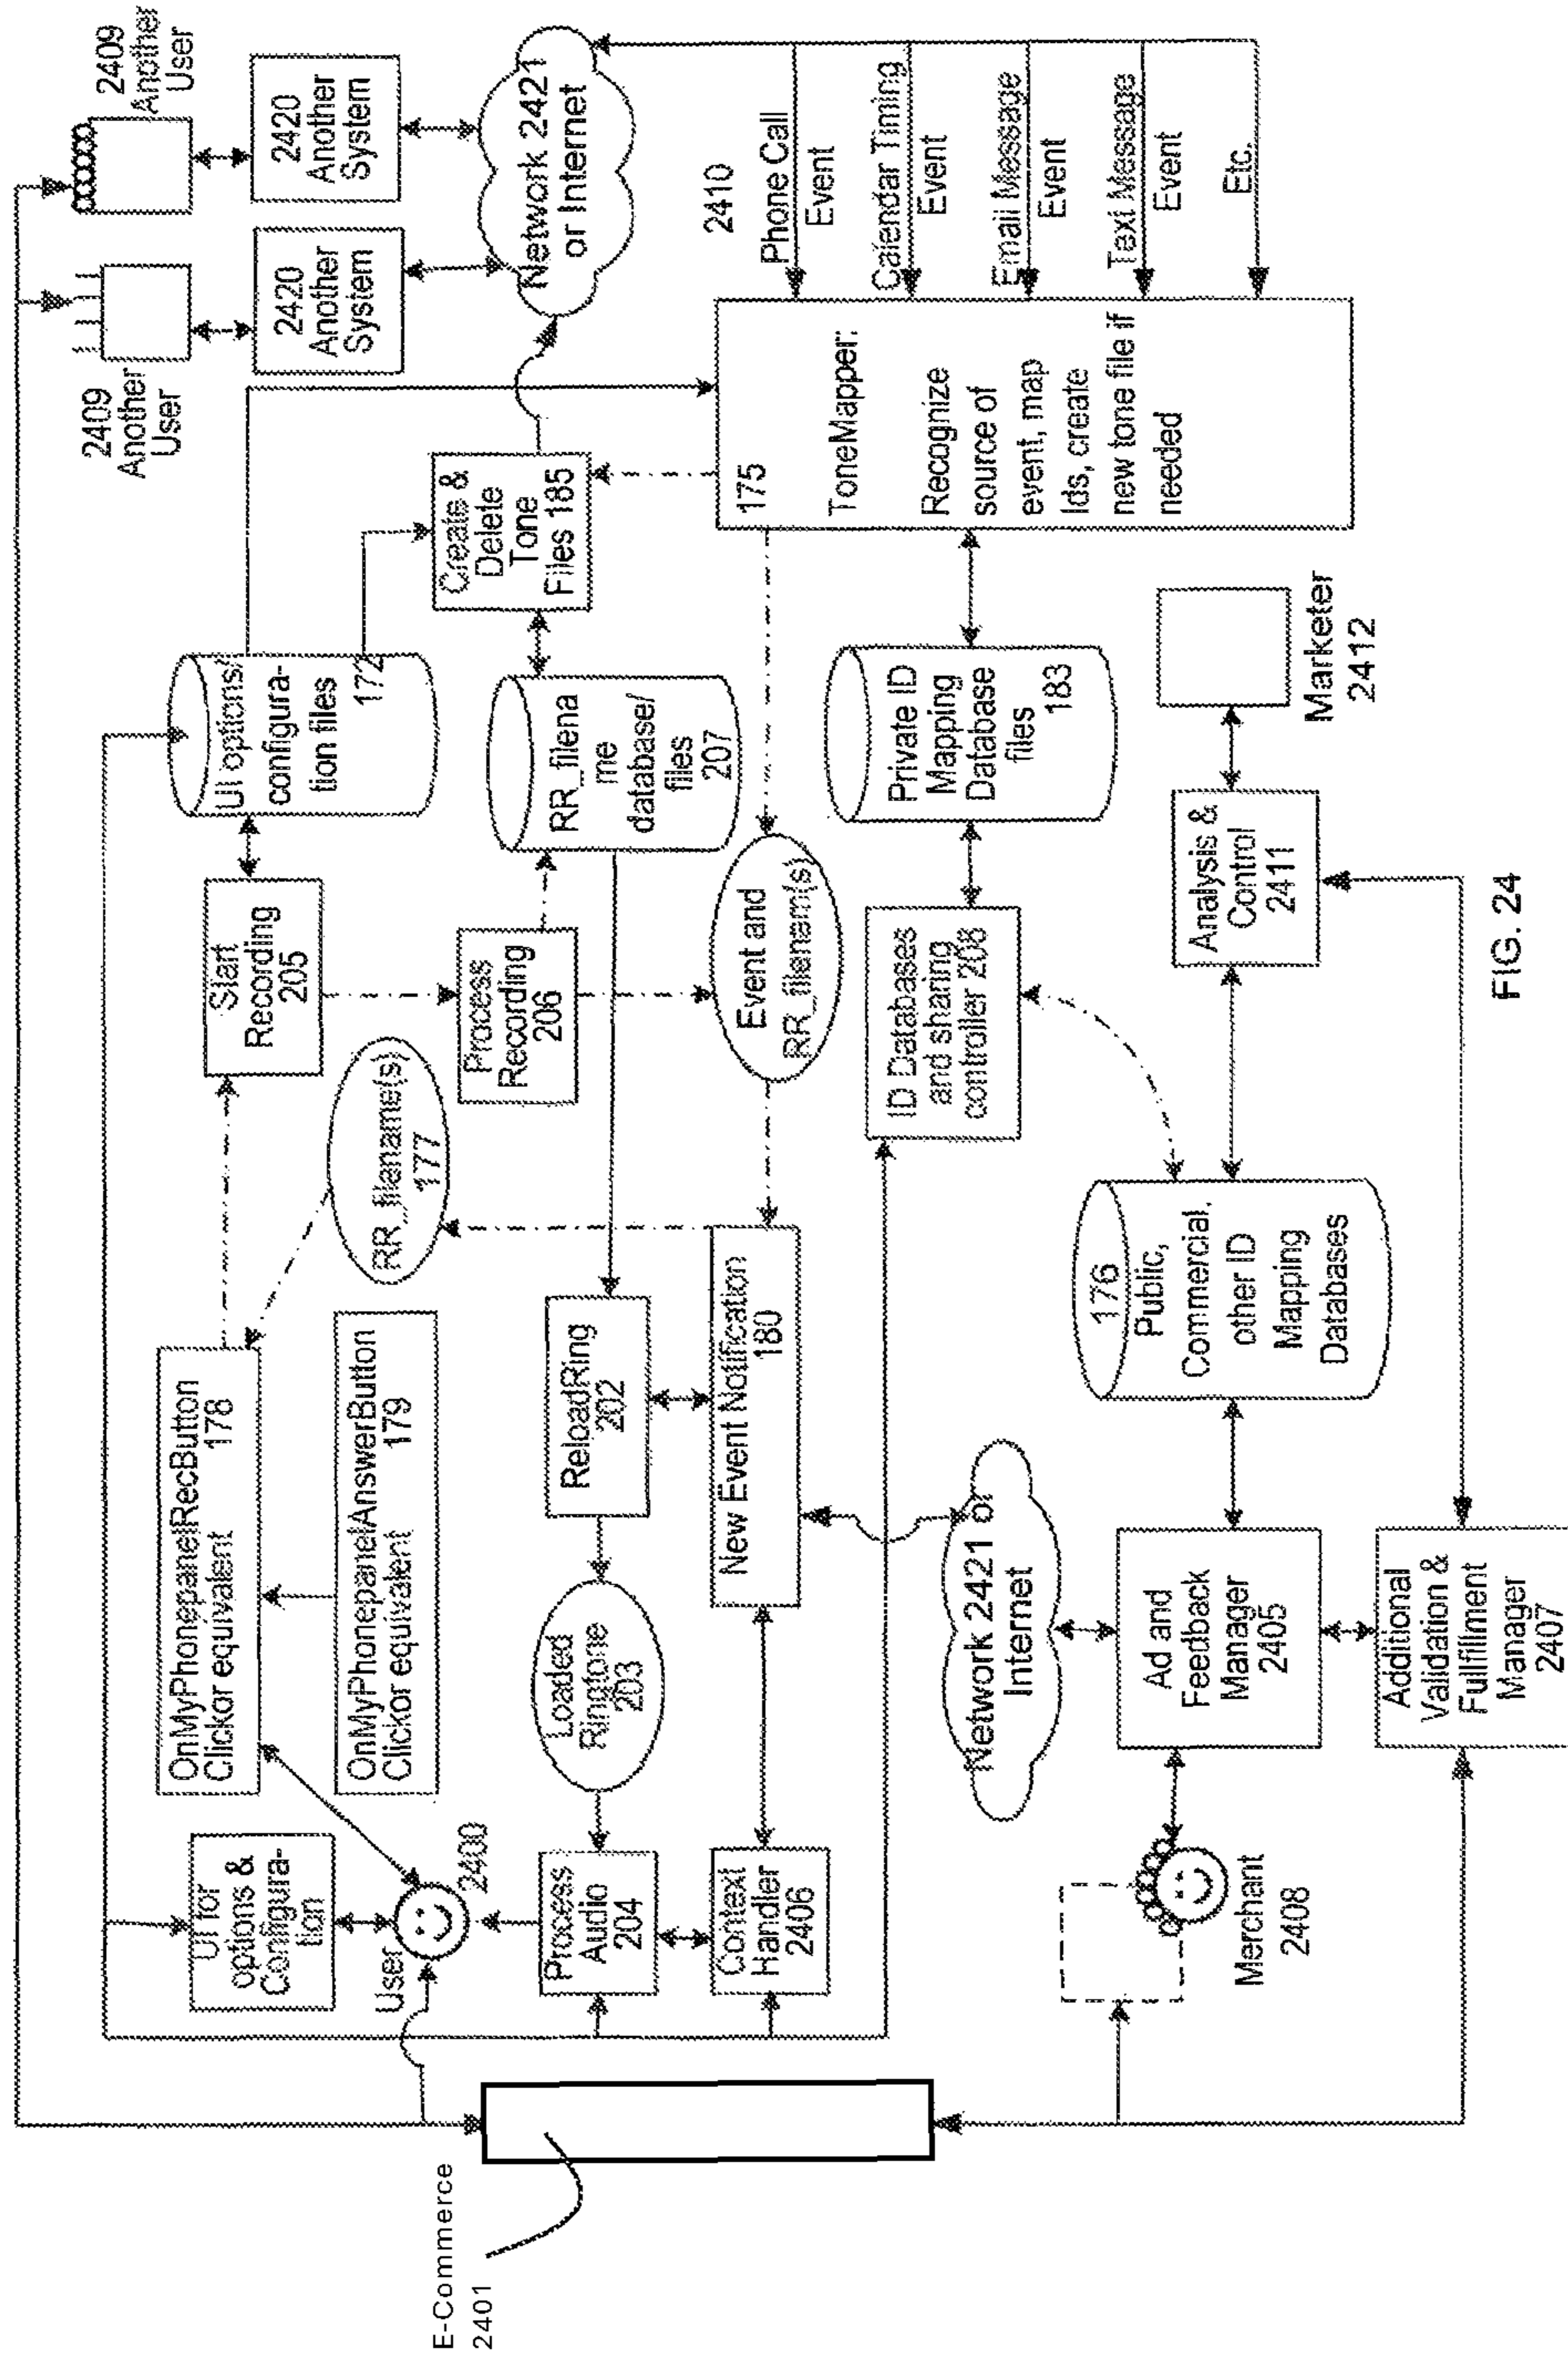 E-Commerce
2401
UI for
options &
Configura-
tion
User
2400
OnMyPhonepanelRecButton
Clickor equivalent 178
OnMyPhonepanelAnswerButton
Clickor equivalent 179
RR_filename(s)
177
Start
Recording
205
UI options/
configura-
tion files
172
2409
Another
User
2409
Another
User
2420
Another
System
2420
Another
System
Network 2421
or Internet
Process
Recording
206
RR_filena
me
database/
files
207
Create &
Delete
Tone
Files 185
Process
Audio
204
Loaded
Ringtone
203
ReloadRing
202
Context
Handler
2406
New Event Notification
180
Event and
RR_filenam(s)
175
ToneMapper:
Recognize
source of
event, map
Ids, create
new tone file if
needed
2410
Phone Call
Event
Calendar Timing
Event
Email Message
Event
Text Message
Event
Etc.
ID Databases
and sharing
controller 208
Private ID
Mapping
Database
files
183
Network 2421 or
Internet
Merchant
2408
Ad and
Feedback
Manager
2405
176
Public,
Commercial,
other ID
Mapping
Databases
Analysis &
Control
2411
Marketer
2412
Additional
Validation &
Fullfillment
Manager
2407
FIG. 24